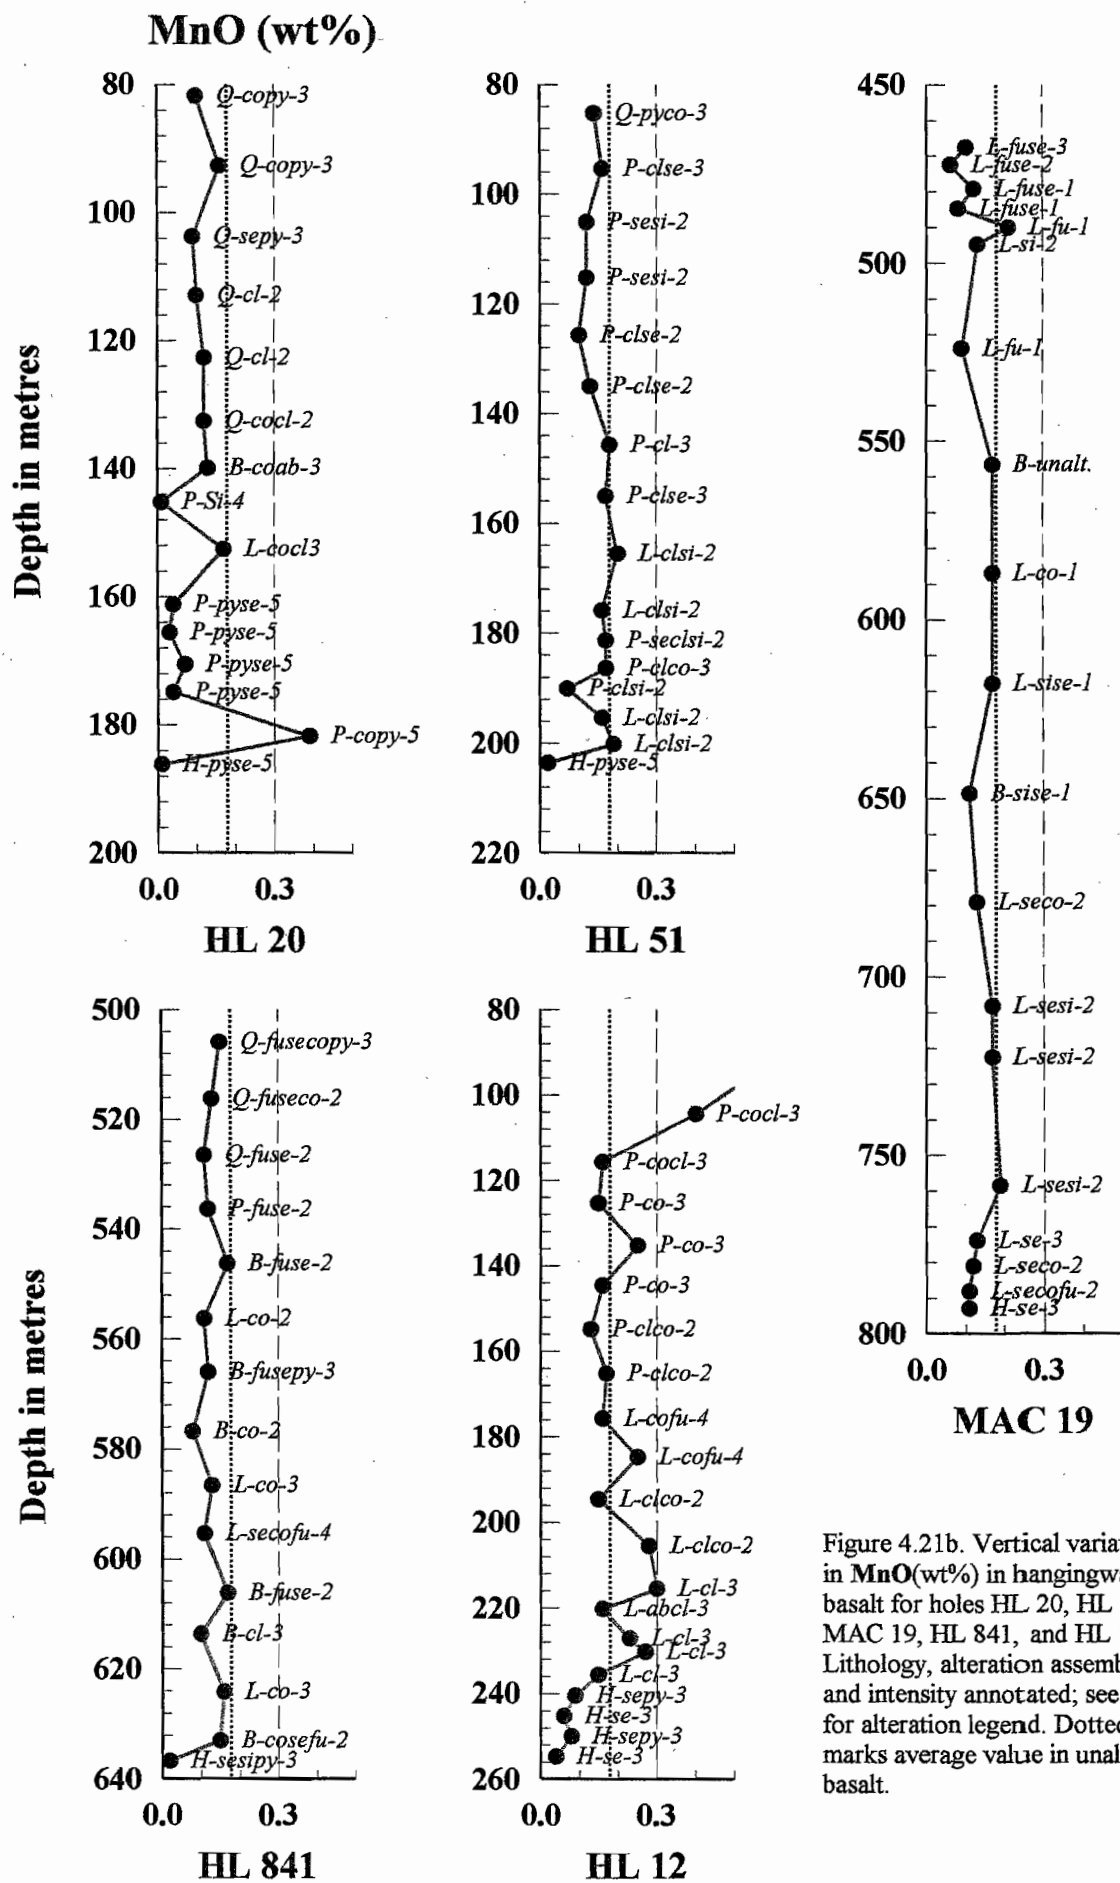 MnO (wt%)
Depth in metres
80
100
120
140
160
180
200
Q-copy-3
Q-copy-3
Q-sepy-3
Q-cl-2
Q-cl-2
Q-cocl-2
B-coab-3
P-Si-4
L-cocl3
P-pyse-5
P-pyse-5
P-pyse-5
P-pyse-5
P-copy-5
H-pyse-5
0.0 0.3
HL 20
80
100
120
140
160
180
200
220
Q-pyco-3
P-clse-3
P-sesi-2
P-sesi-2
P-clse-2
P-clse-2
P-cl-3
P-clse-3
L-clsi-2
L-clsi-2
P-seclsi-2
P-clco-3
P-clsi-2
L-clsi-2
L-clsi-2
H-pyse-5
0.0 0.3
HL 51
450
500
550
600
650
700
750
800
L-fuse-3
L-fuse-2
L-fuse-1
L-fuse-1
L-fu-1
L-si-2
L-fu-1
B-unalt.
L-co-1
L-sise-1
B-sise-1
L-seco-2
L-sesi-2
L-sesi-2
L-sesi-2
L-se-3
L-seco-2
L-secofu-2
H-se-3
0.0 0.3
MAC 19
Depth in metres
500
520
540
560
580
600
620
640
Q-fusecopy-3
Q-fuseco-2
Q-fuse-2
P-fuse-2
B-fuse-2
L-co-2
B-fusepy-3
B-co-2
L-co-3
L-secofu-4
B-fuse-2
B-cl-3
L-co-3
B-cosefu-2
H-sesipy-3
0.0 0.3
HL 841
80
100
120
140
160
180
200
220
240
260
P-cocl-3
P-cocl-3
P-co-3
P-co-3
P-co-3
P-clco-2
P-clco-2
L-cofu-4
L-cofu-4
L-clco-2
L-clco-2
L-cl-3
L-abcl-3
L-cl-3
L-cl-3
L-cl-3
H-sepy-3
H-se-3
H-sepy-3
H-se-3
0.0 0.3
HL 12
Figure 4.21b. Vertical varia
in MnO(wt%) in hangingw
basalt for holes HL 20, HL
MAC 19, HL 841, and HL
Lithology, alteration assemb
and intensity annotated; see
for alteration legend. Dotted
marks average value in unal
basalt.